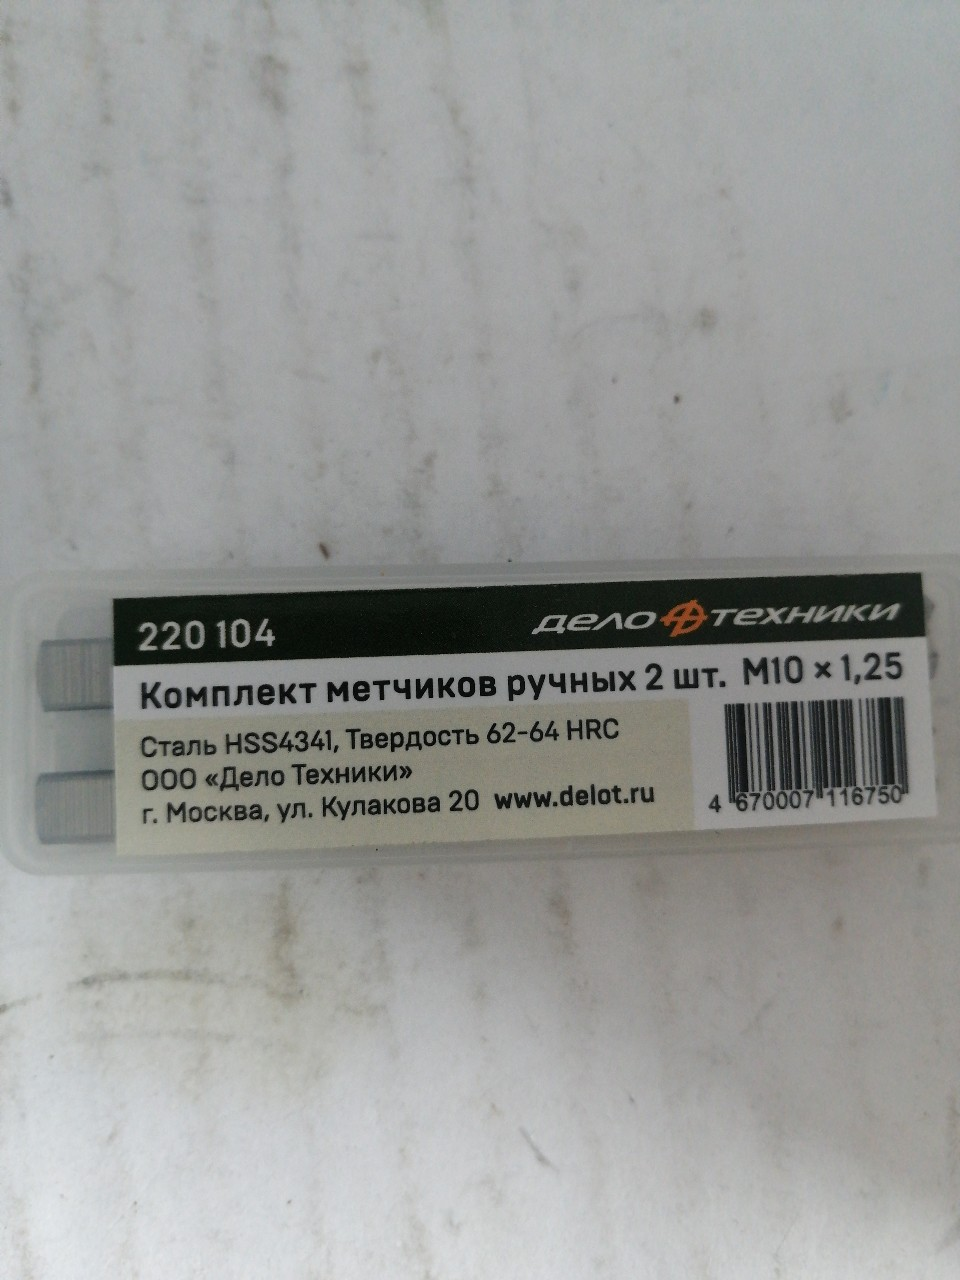 220 104 ДЕЛО ТЕХНИКИ
Комплект метчиков ручных 2 шт. М10 × 1,25
Сталь HSS4341, Твердость 62-64 HRC
ООО «Дело Техники»
г. Москва, ул. Кулакова 20 www.delot.ru
4 670007 116750